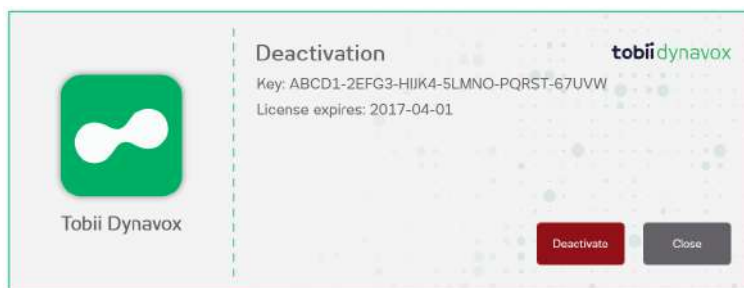 Deactivation
tobii dynavox
Key: ABCD1-2EFG3-HIJK4-5LMNO-PQRST-67UVW
License expires: 2017-04-01
Tobii Dynavox
Deactivate
Close